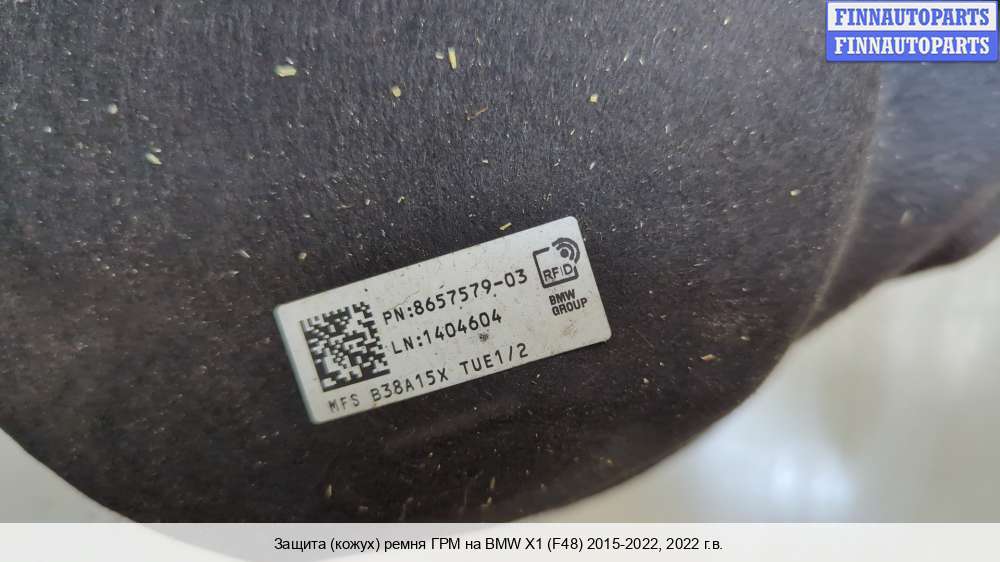 FINNAUTOPARTS
FINNAUTOPARTS
PN:8657579-03
LN:1404604
MFS B38A15X TUE1/2
RFID
BMW
GROUP
Защита (кожух) ремня ГРМ на BMW X1 (F48) 2015-2022, 2022 г.в.